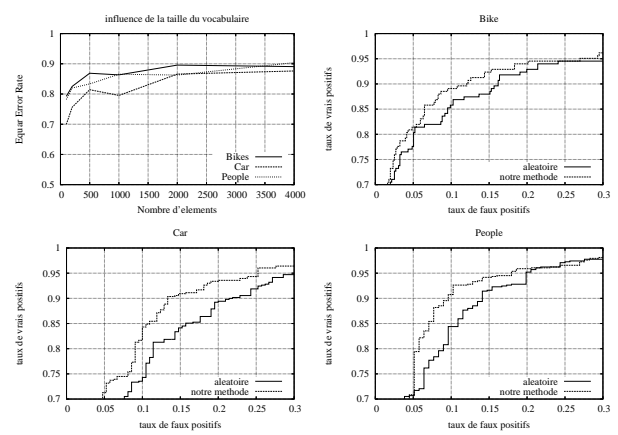 influence de la taille du vocabulaire
1
0.9
0.8
0.7
0.6
0.5
Equar Error Rate
0 500 1000 1500 2000 2500 3000 3500 4000
Nombre d'elements
Bikes
Car
People
Bike
1
0.95
0.9
0.85
0.8
0.75
0.7
taux de vrais positifs
0 0.05 0.1 0.15 0.2 0.25 0.3
taux de faux positifs
aleatoire
notre methode
Car
1
0.95
0.9
0.85
0.8
0.75
0.7
taux de vrais positifs
0 0.05 0.1 0.15 0.2 0.25 0.3
taux de faux positifs
aleatoire
notre methode
People
1
0.95
0.9
0.85
0.8
0.75
0.7
taux de vrais positifs
0 0.05 0.1 0.15 0.2 0.25 0.3
taux de faux positifs
aleatoire
notre methode